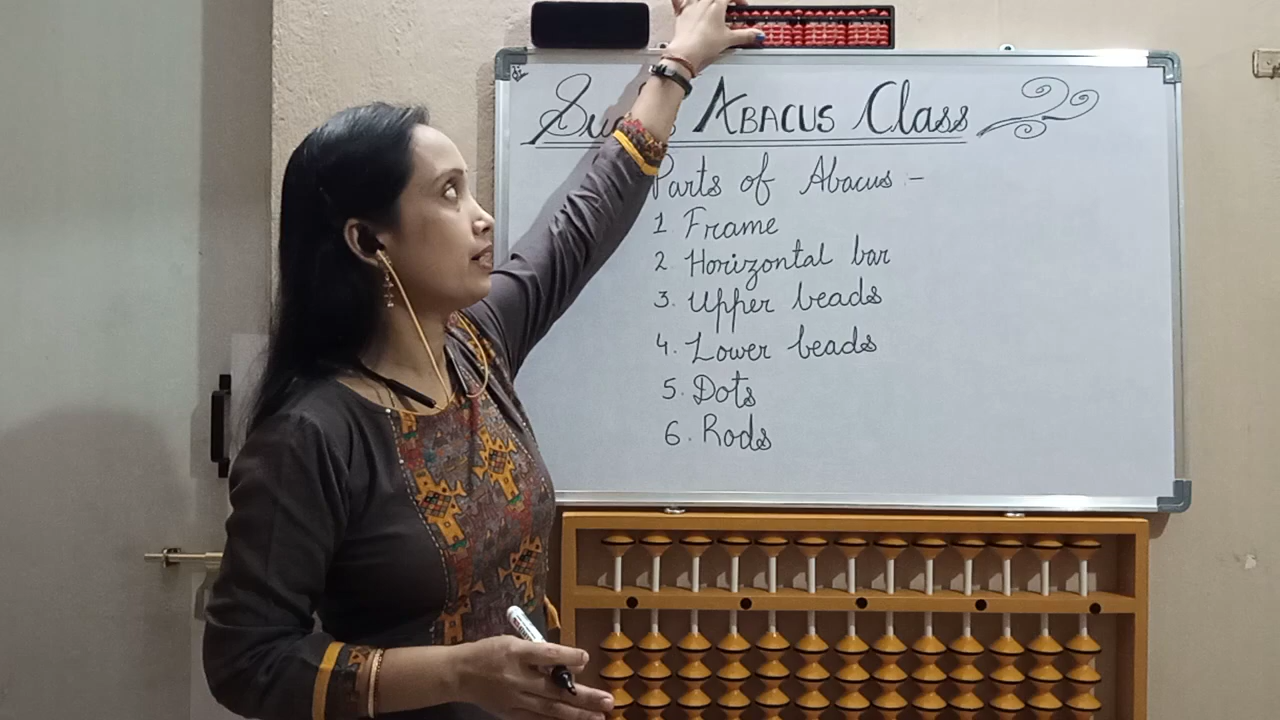 Abacus Class
Parts of Abacus :-
1. Frame
2. Horizontal bar
3. Upper beads
4. Lower beads
5. Dots
6. Rods